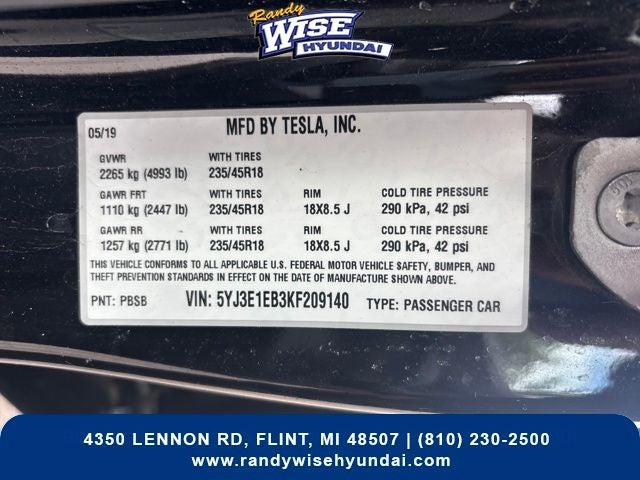 Randy
WISE
HYUNDAI
05/19 MFD BY TESLA, INC.
GVWR WITH TIRES
2265 kg (4993 lb) 235/45R18
GAWR FRT WITH TIRES RIM COLD TIRE PRESSURE
1110 kg (2447 lb) 235/45R18 18X8.5 J 290 kPa, 42 psi
GAWR RR WITH TIRES RIM COLD TIRE PRESSURE
1257 kg (2771 lb) 235/45R18 18X8.5 J 290 kPa, 42 psi
THIS VEHICLE CONFORMS TO ALL APPLICABLE U.S. FEDERAL MOTOR VEHICLE SAFETY, BUMPER, AND
THEFT PREVENTION STANDARDS IN EFFECT ON THE DATE OF MANUFACTURE SHOWN ABOVE.
PNT: PBSB VIN: 5YJ3E1EB3KF209140 TYPE: PASSENGER CAR
4350 LENNON RD, FLINT, MI 48507 | (810) 230-2500
www.randywisehyundai.com